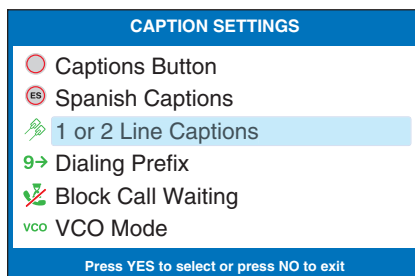 CAPTION SETTINGS
Captions Button
ES Spanish Captions
1 or 2 Line Captions
9→ Dialing Prefix
Block Call Waiting
VCO VCO Mode
Press YES to select or press NO to exit